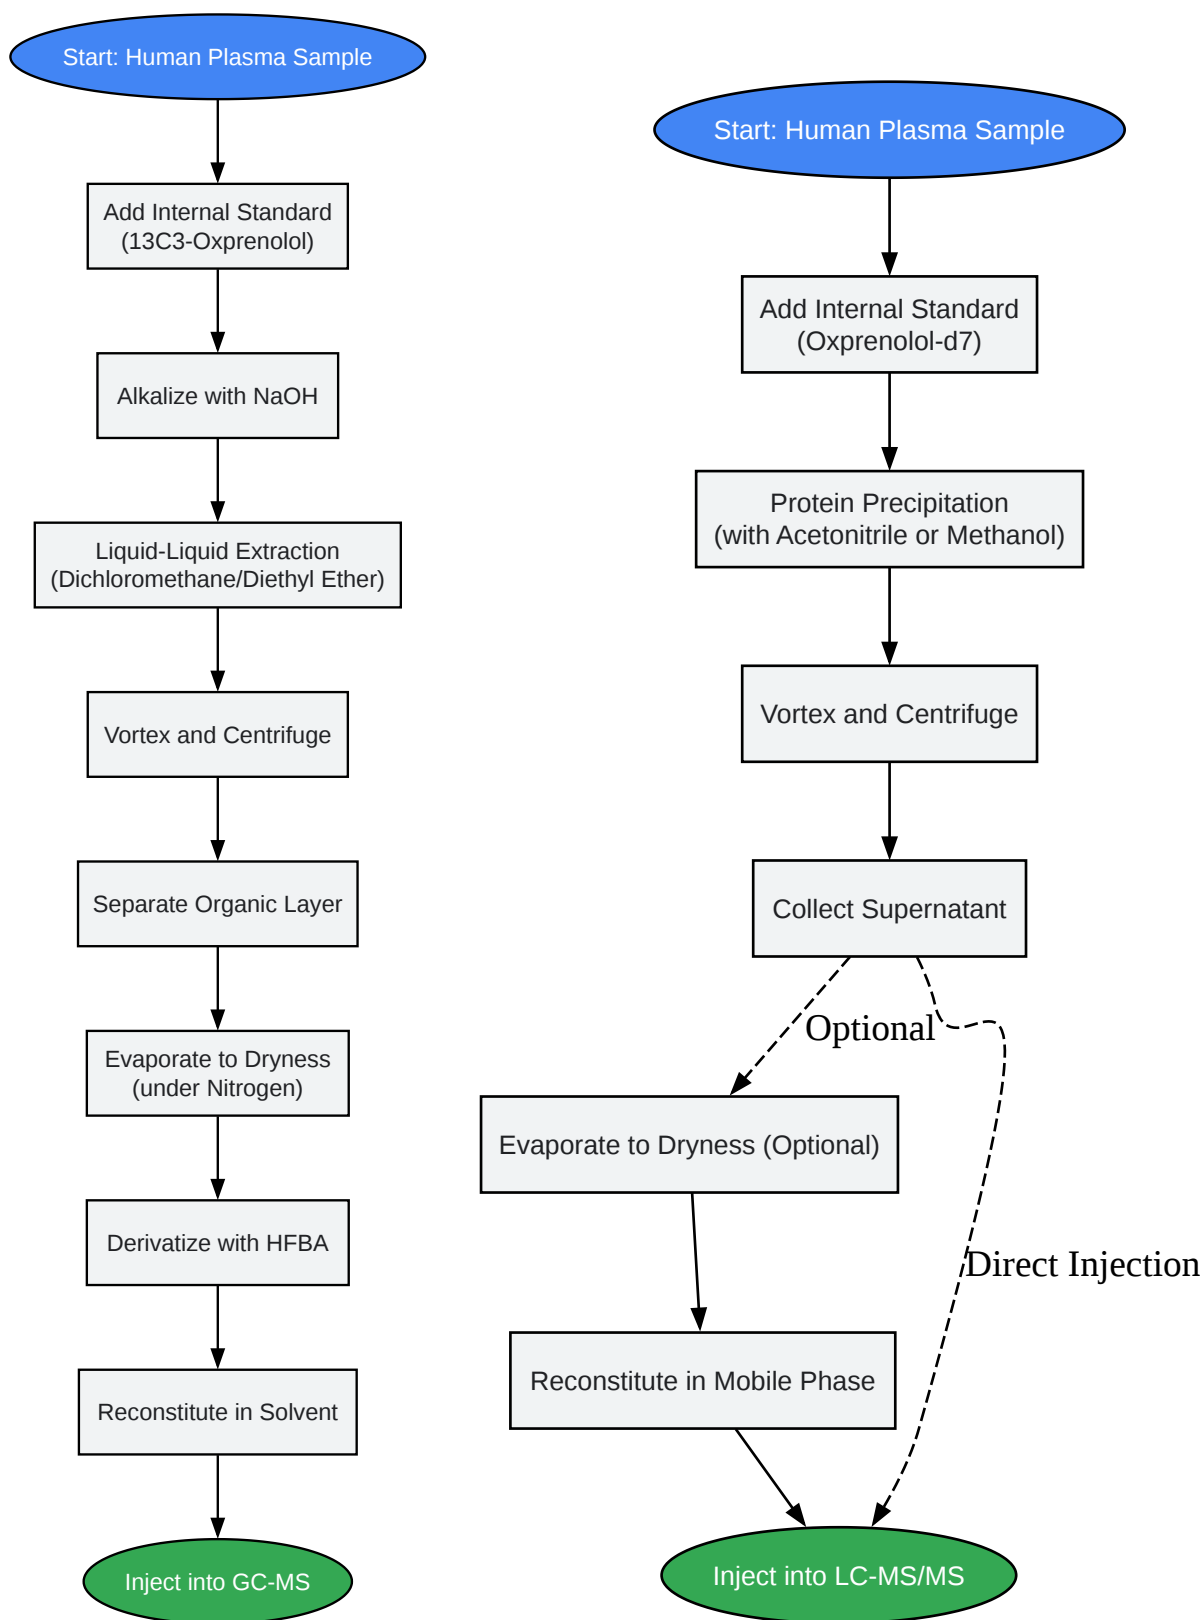 Start: Human Plasma Sample
Add Internal Standard
(13C3-Oxprenolol)
Alkalize with NaOH
Liquid-Liquid Extraction
(Dichloromethane/Diethyl Ether)
Vortex and Centrifuge
Separate Organic Layer
Evaporate to Dryness
(under Nitrogen)
Derivatize with HFBA
Reconstitute in Solvent
Inject into GC-MS
Start: Human Plasma Sample
Add Internal Standard
(Oxprenolol-d7)
Protein Precipitation
(with Acetonitrile or Methanol)
Vortex and Centrifuge
Collect Supernatant
Optional
Evaporate to Dryness (Optional)
Direct Injection
Reconstitute in Mobile Phase
Inject into LC-MS/MS